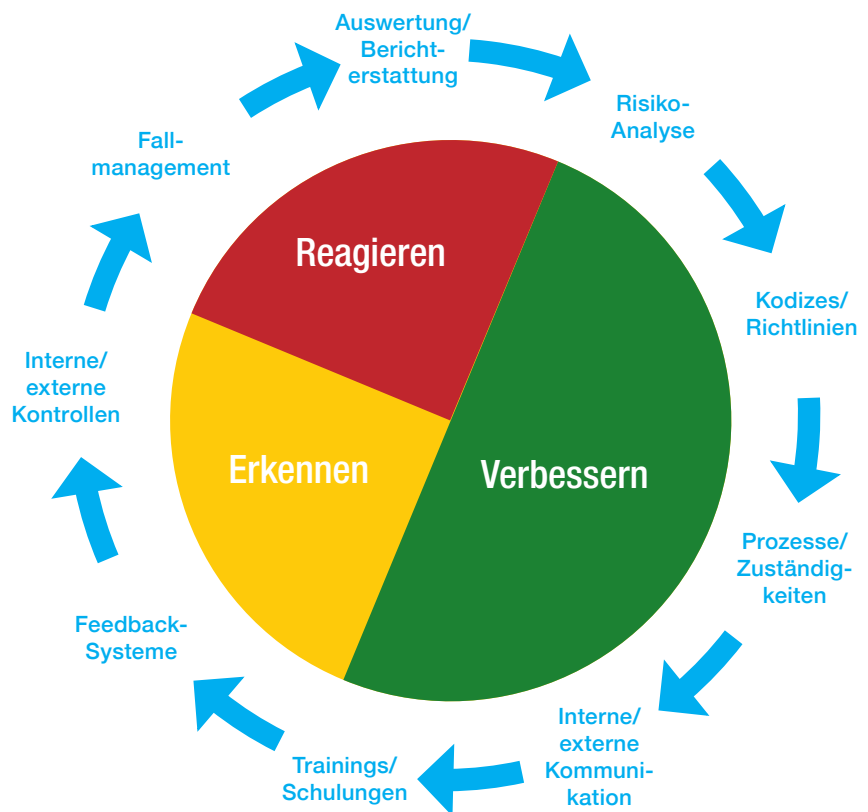 Auswertung/
Bericht-
erstattung
Risiko-
Analyse
Kodizes/
Richtlinien
Prozesse/
Zuständig-
keiten
Interne/
externe
Kommuni-
kation
Trainings/
Schulungen
Feedback-
Systeme
Interne/
externe
Kontrollen
Fall-
management
Reagieren
Erkennen
Verbessern